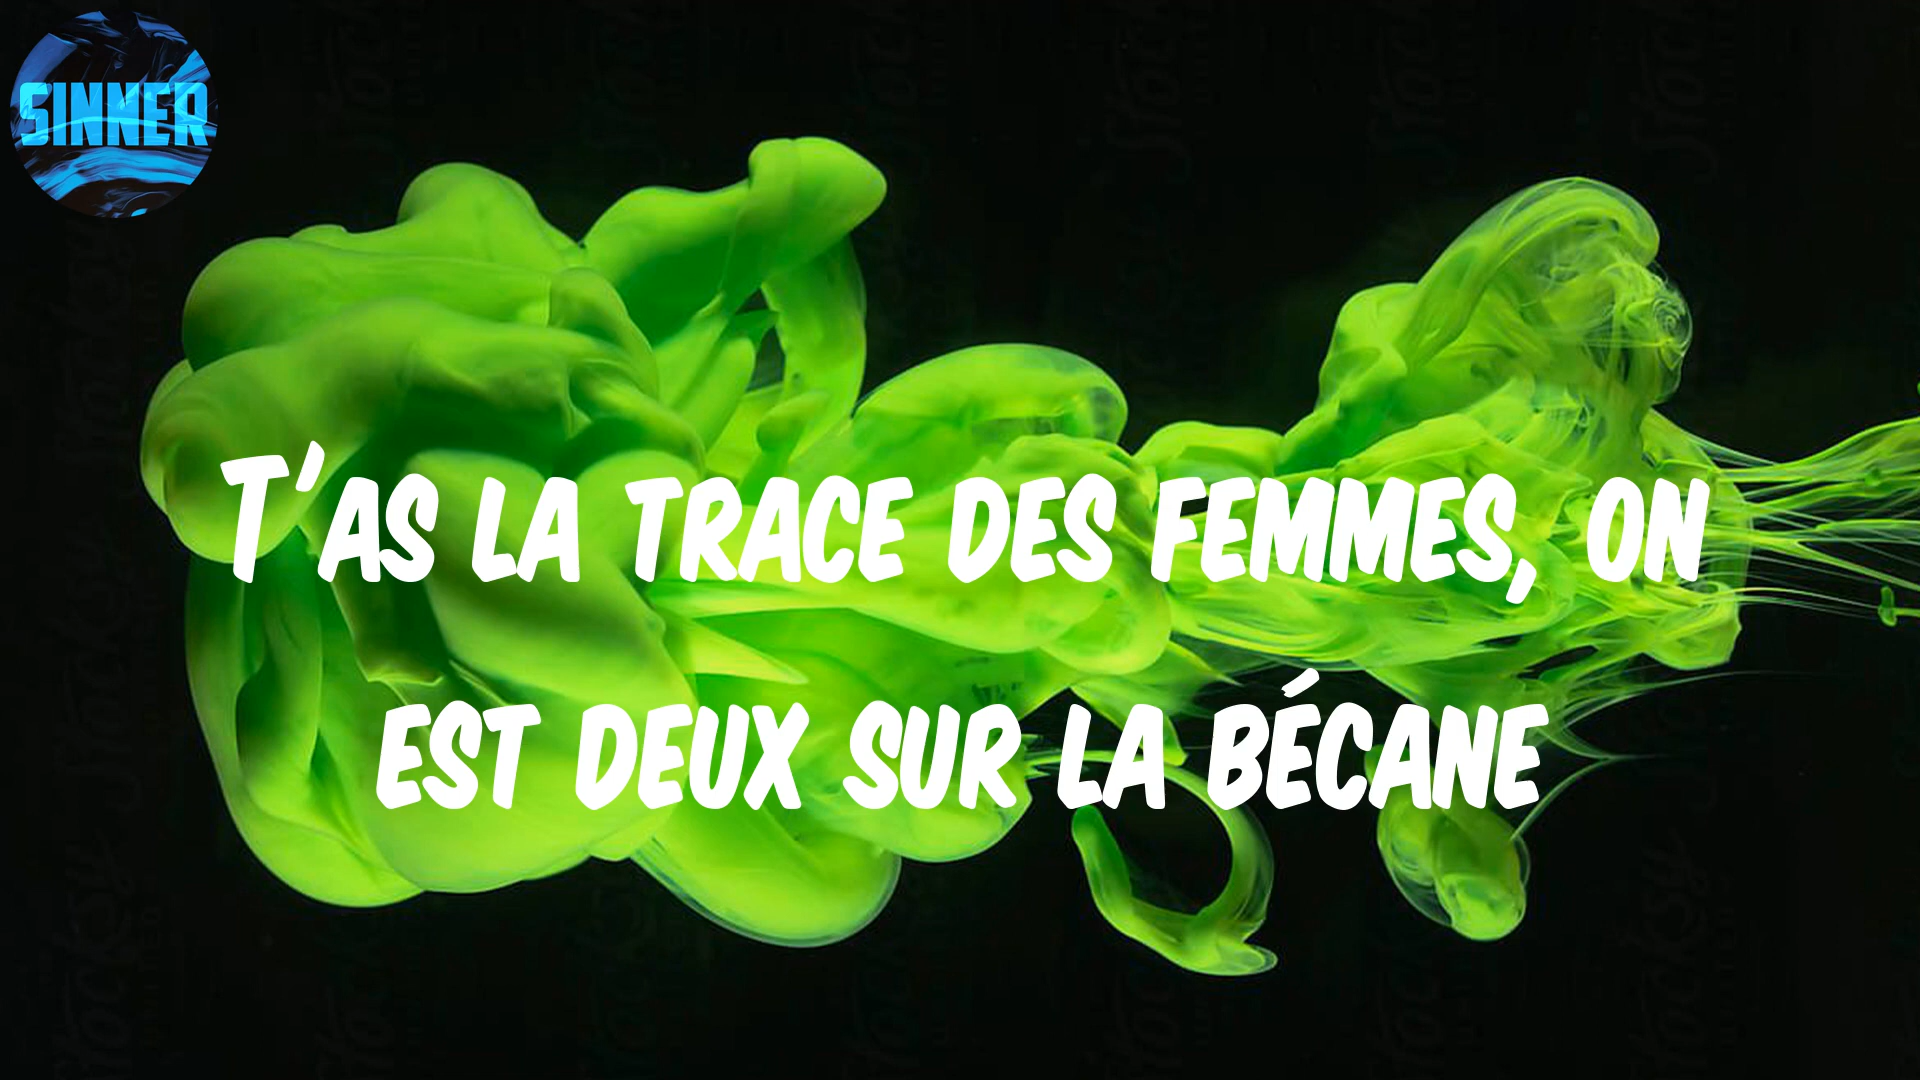 SINNER
T'AS LA TRACE DES FEMMES, ON
EST DEUX SUR LA BÉCANE